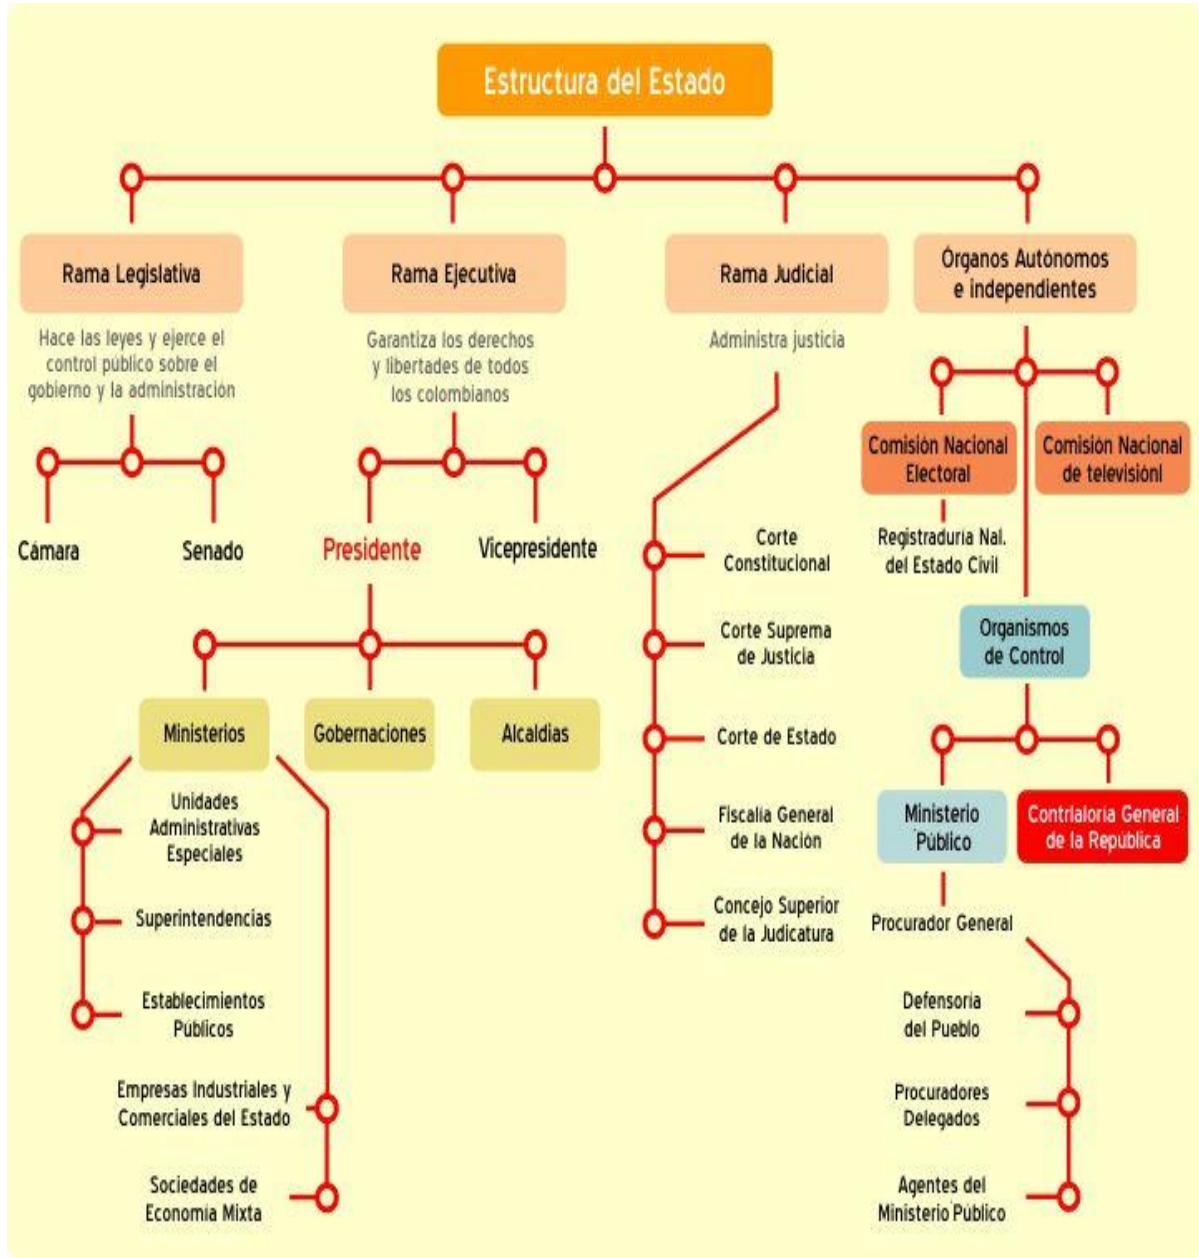 Estructura del Estado
Rama Legislativa
Hace las leyes y ejerce el
control público sobre el
gobierno y la administración
Cámara
Senado
Rama Ejecutiva
Garantiza los derechos
y libertades de todos
los colombianos
Presidente
Vicepresidente
Ministerios
Gobernaciones
Alcaldías
Unidades
Administrativas
Especiales
Superintendencias
Establecimientos
Públicos
Empresas Industriales y
Comerciales del Estado
Sociedades de
Economía Mixta
Rama Judicial
Administra justicia
Corte
Constitucional
Corte Suprema
de Justicia
Corte de Estado
Fiscalía General
de la Nación
Concejo Superior
de la Judicatura
Órganos Autónomos
e independientes
Comisión Nacional
Electoral
Registraduría Nal.
del Estado Civil
Comisión Nacional
de televisiónl
Organismos
de Control
Ministerio
Público
Contrlaloría General
de la República
Procurador General
Defensoría
del Pueblo
Procuradores
Delegados
Agentes del
Ministerio Público